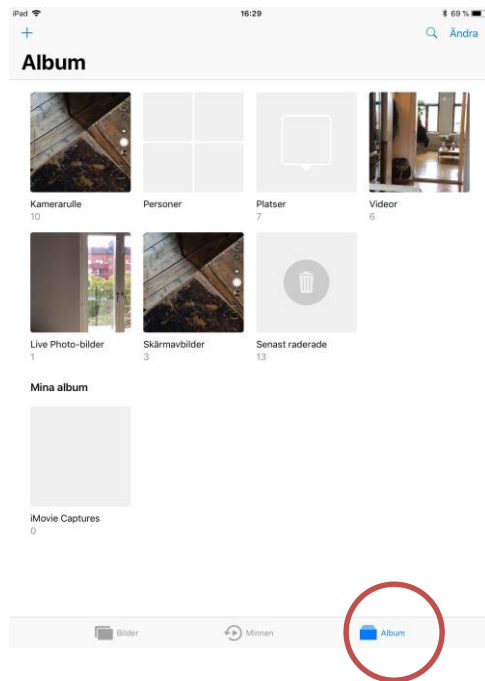 iPad 16:29 69 %
+ Ändra
Album
Kamerarulle Personer Platser Videor
10 7 6
Live Photo-bilder Skärmavbilder Senast raderade
1 3 13
Mina album
iMovie Captures
0
Bilder Minnen Album